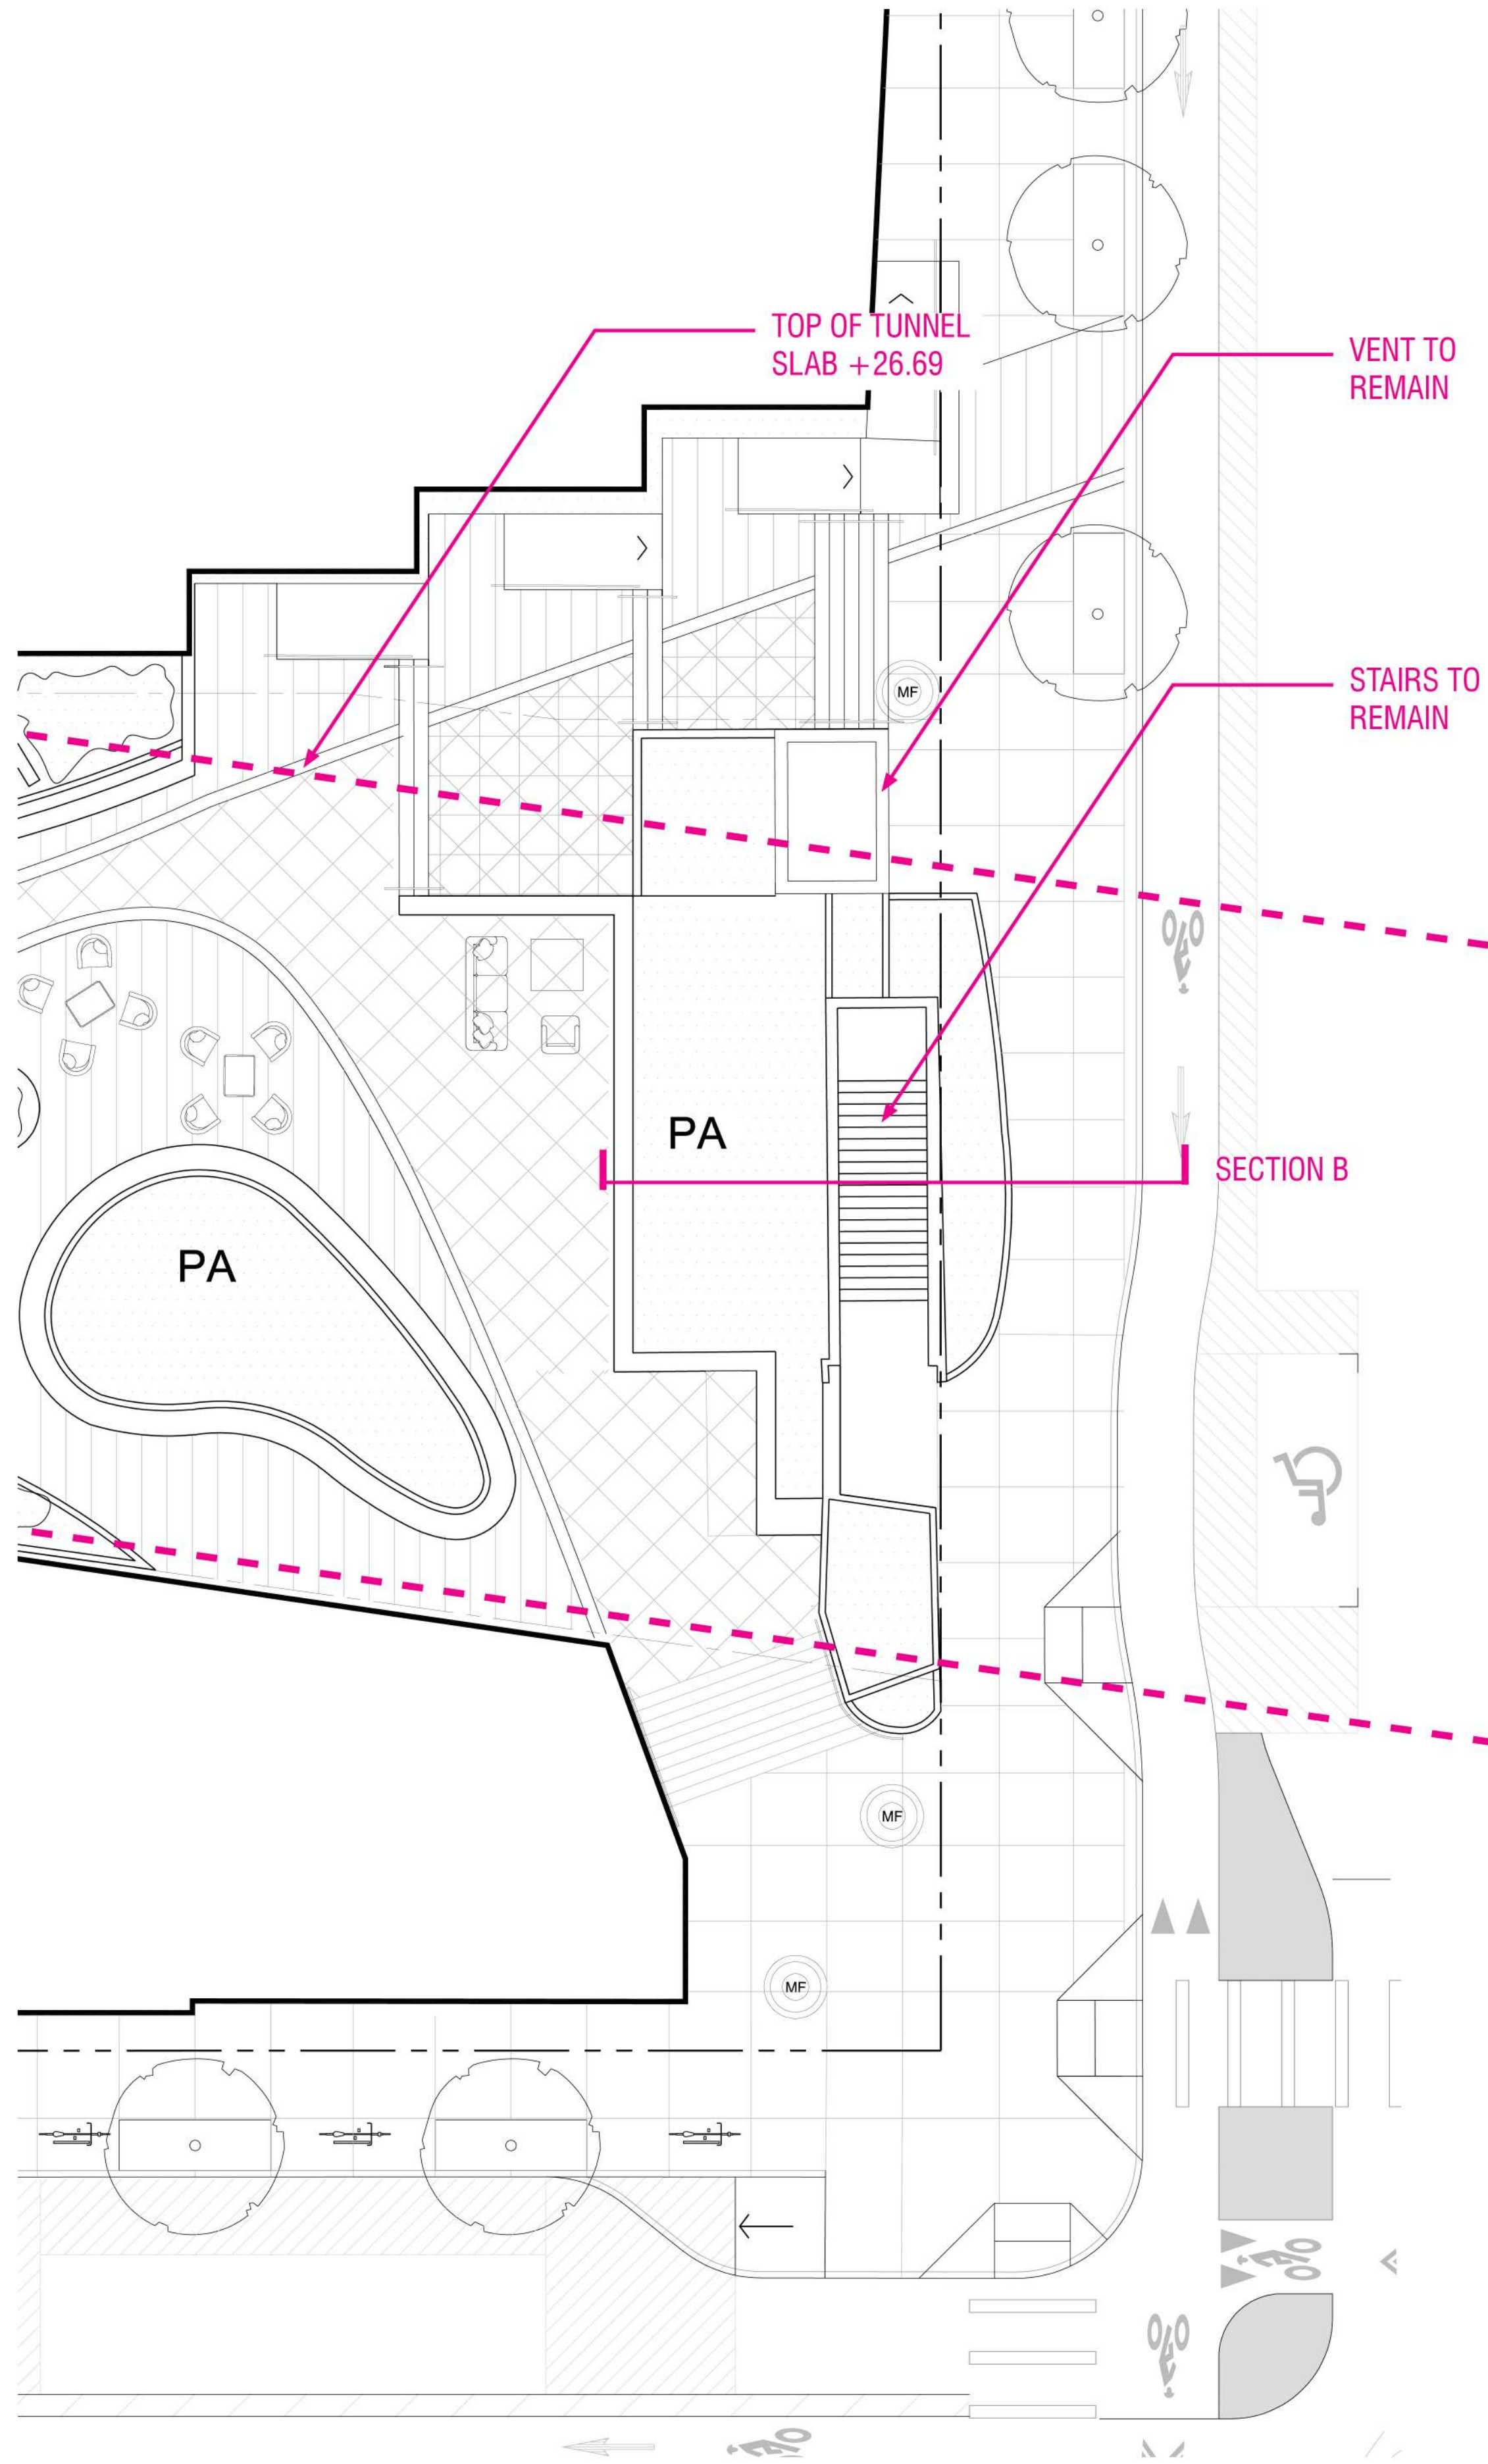 TOP OF TUNNEL
SLAB +26.69
VENT TO
REMAIN
MF
STAIRS TO
REMAIN
PA
SECTION B
PA
MF
MF